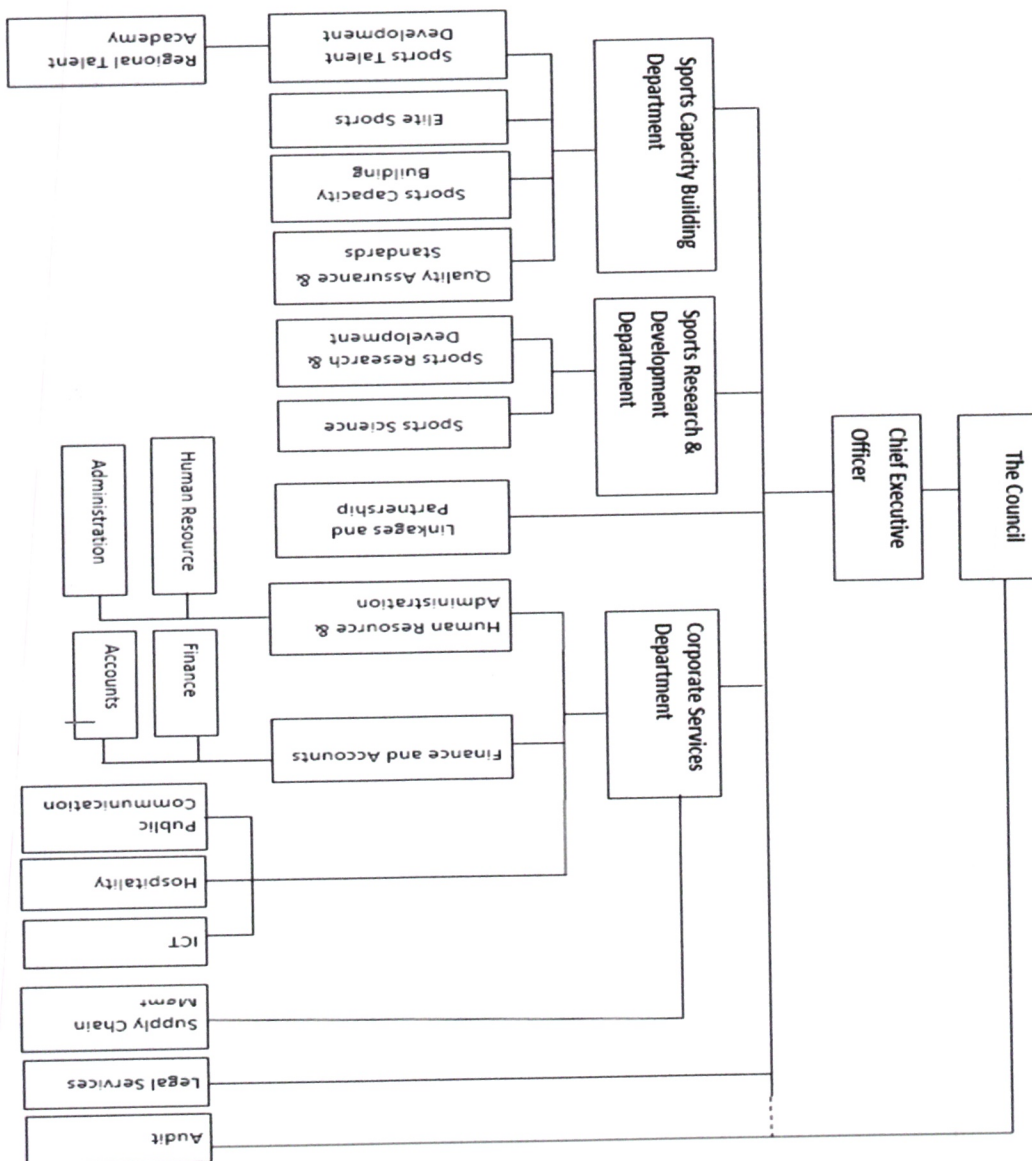 The Council
Chief Executive
Officer
Sports Capacity Building
Department
Sports Research &
Development
Department
Corporate Services
Department
Sports Talent
Development
Elite Sports
Sports Capacity
Building
Quality Assurance &
Standards
Sports Research &
Development
Sports Science
Linkages and
Partnership
Human Resource &
Administration
Finance and Accounts
Regional Talent
Academy
Human Resource
Administration
Finance
Accounts
Public
Communication
Hospitality
ICT
Supply Chain
Mgmt
Legal Services
Audit